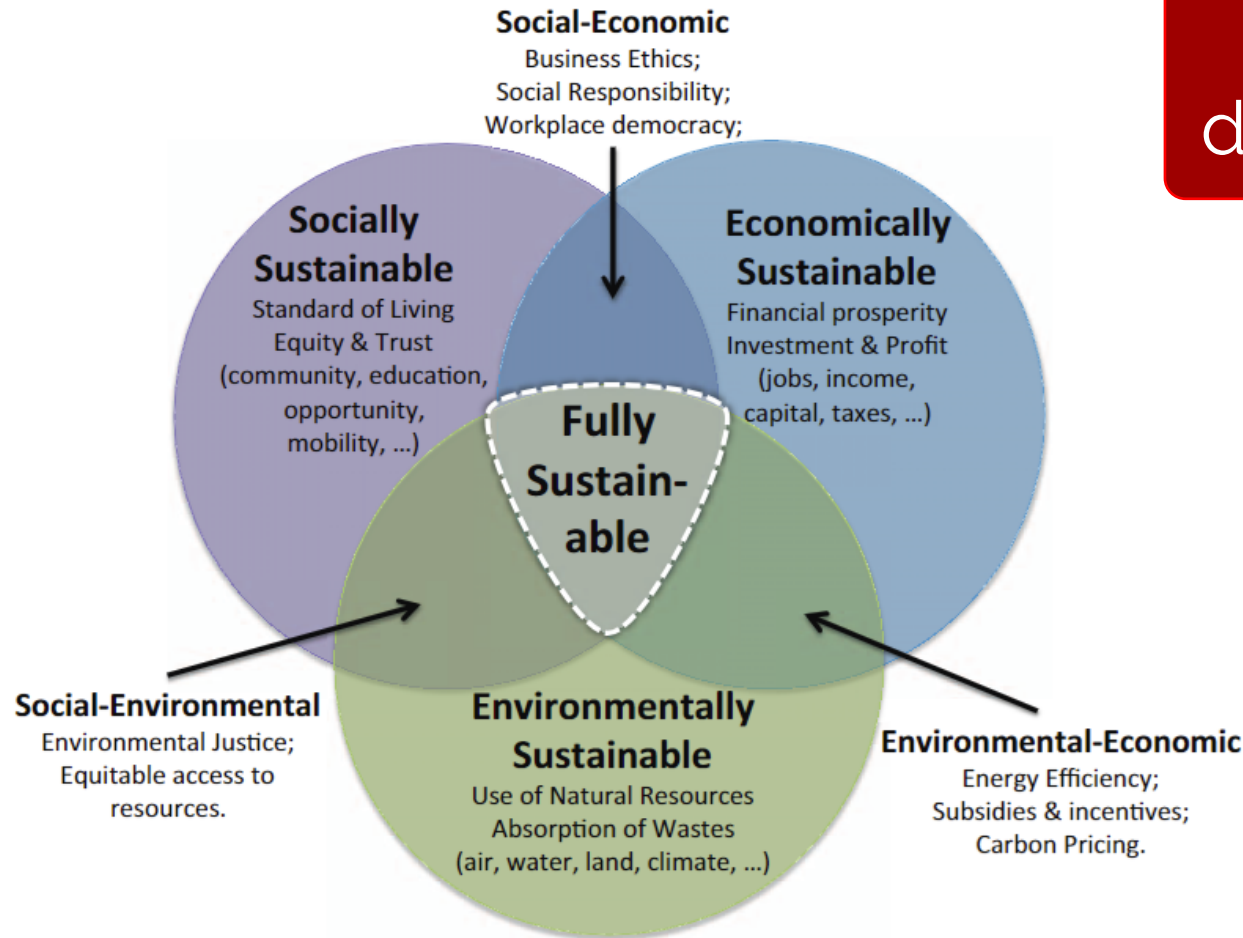 Social-Economic
Business Ethics;
Social Responsibility;
Workplace democracy;
d
Socially
Sustainable
Standard of Living
Equity & Trust
(community, education,
opportunity,
mobility, ...)
Economically
Sustainable
Financial prosperity
Investment & Profit
(jobs, income,
capital, taxes, ...)
Fully
Sustain-
able
Social-Environmental
Environmental Justice;
Equitable access to
resources.
Environmentally
Sustainable
Use of Natural Resources
Absorption of Wastes
(air, water, land, climate, ...)
Environmental-Economic
Energy Efficiency;
Subsidies & incentives;
Carbon Pricing.